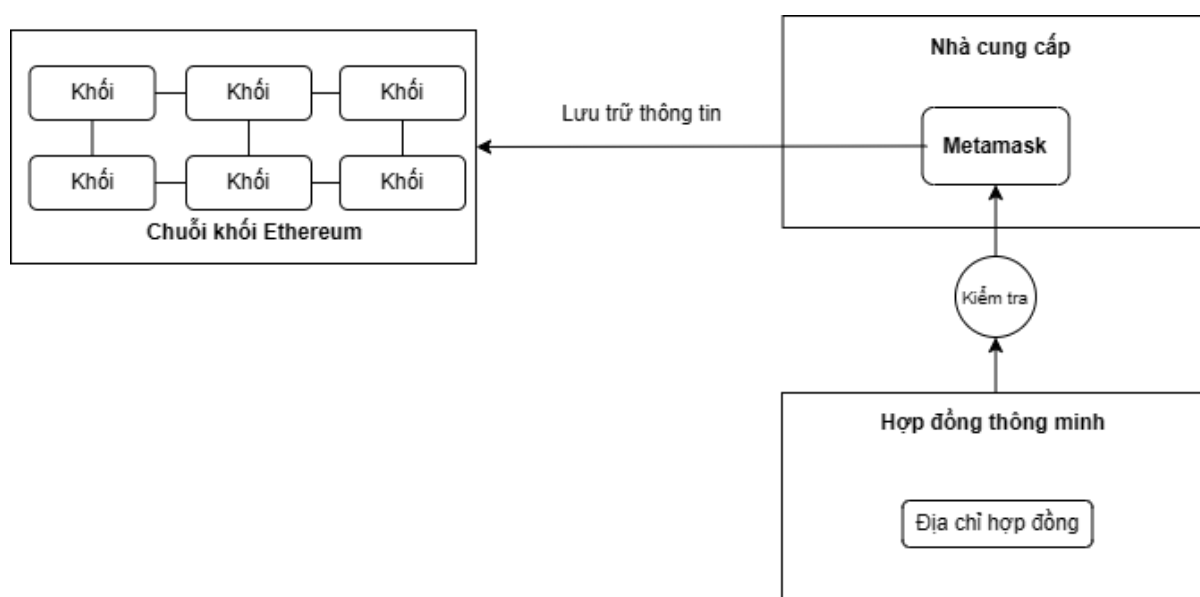 Khối
Khối
Khối
Khối
Khối
Khối
Chuỗi khối Ethereum
Lưu trữ thông tin
Nhà cung cấp
Metamask
Kiểm tra
Hợp đồng thông minh
Địa chỉ hợp đồng